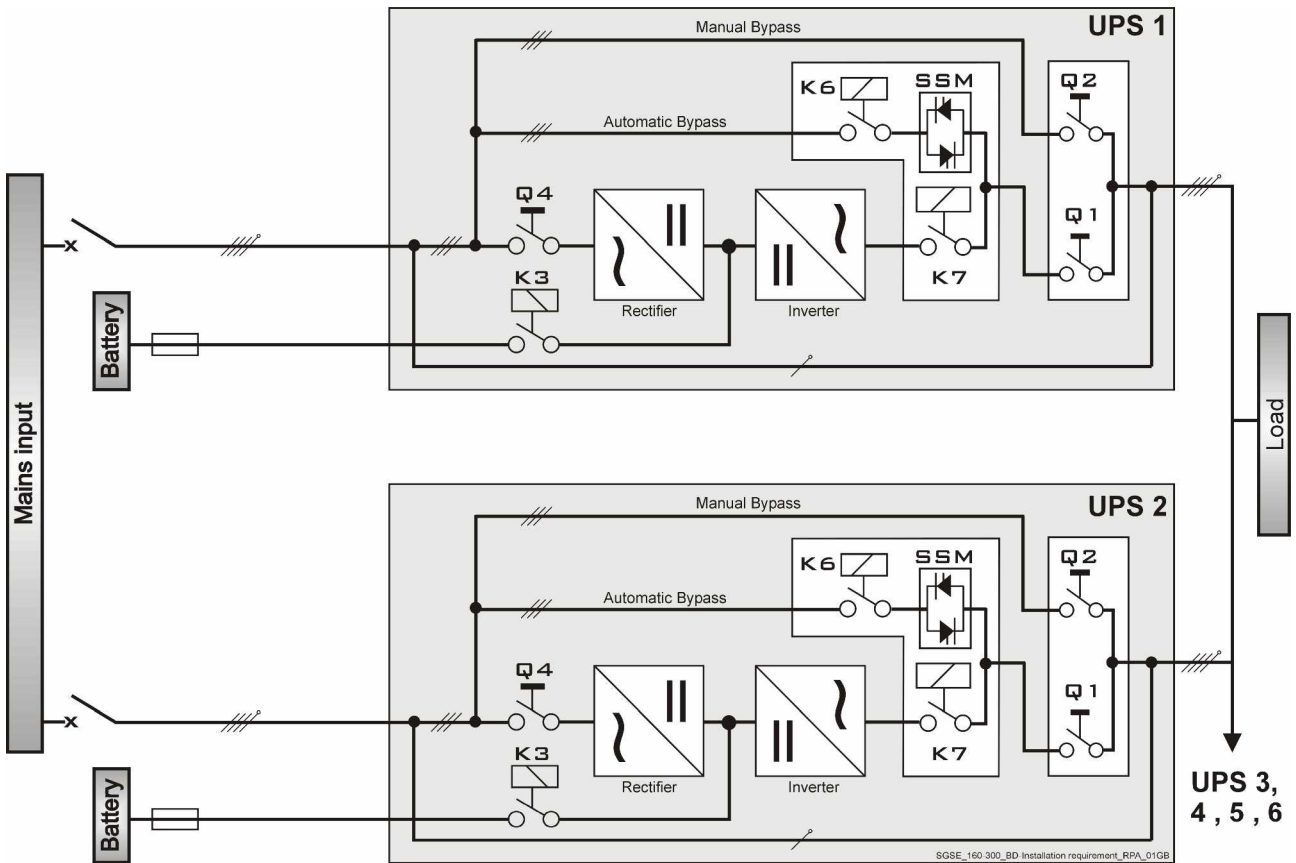 UPS 1
Manual Bypass
K6
SSM
Q2
Automatic Bypass
Q4
Q1
K3
K7
Rectifier
Inverter
Battery
Mains input
Load
UPS 2
Manual Bypass
K6
SSM
Q2
Automatic Bypass
Q4
Q1
K3
K7
Rectifier
Inverter
Battery
UPS 3,
4 , 5 , 6
SGSE_160-300_BD-Installation requirement_RPA_01GB